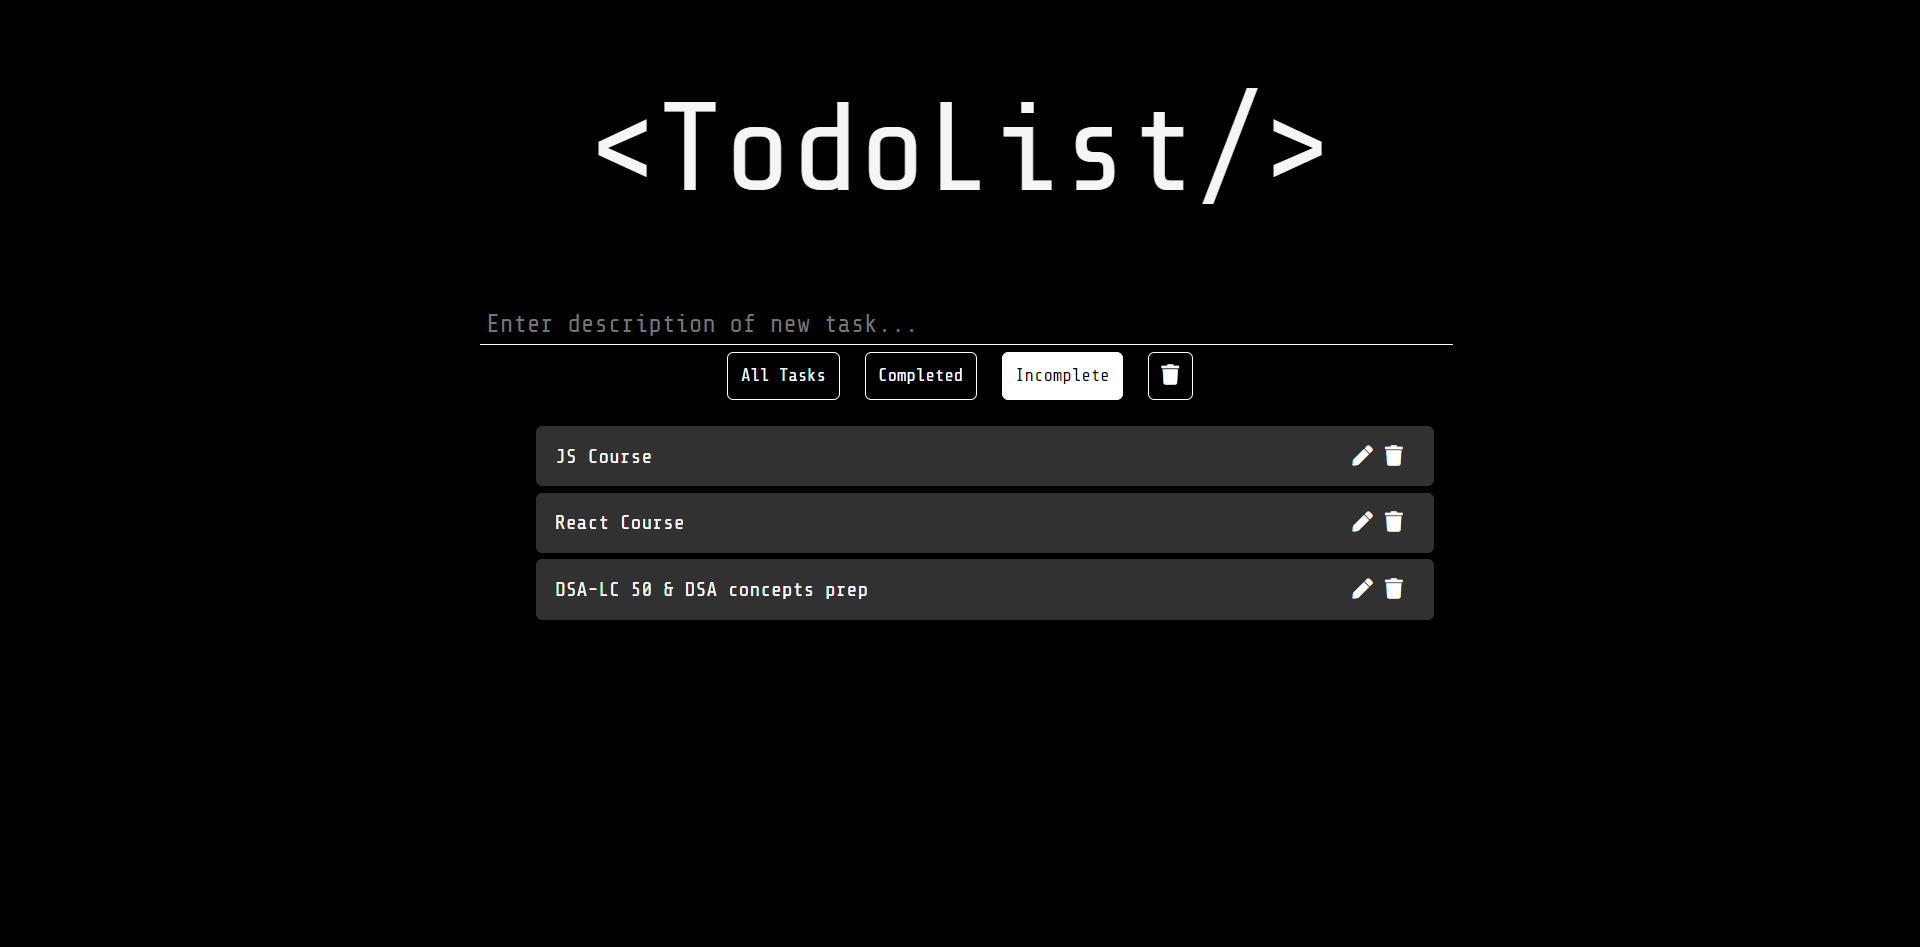 <TodoList/>
Enter description of new task...
All Tasks Completed Incomplete
JS Course
React Course
DSA-LC 50 & DSA concepts prep